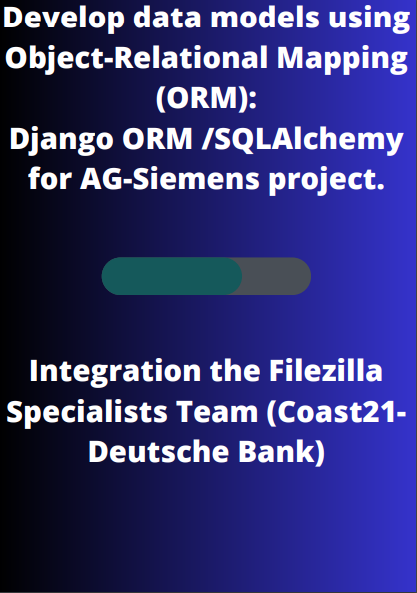 Develop data models using
Object-Relational Mapping
(ORM):
Django ORM /SQLAlchemy
for AG-Siemens project.
Integration the Filezilla
Specialists Team (Coast21-
Deutsche Bank)